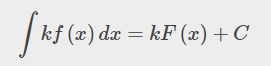 ∫ kf (x) dx = kF (x) + C